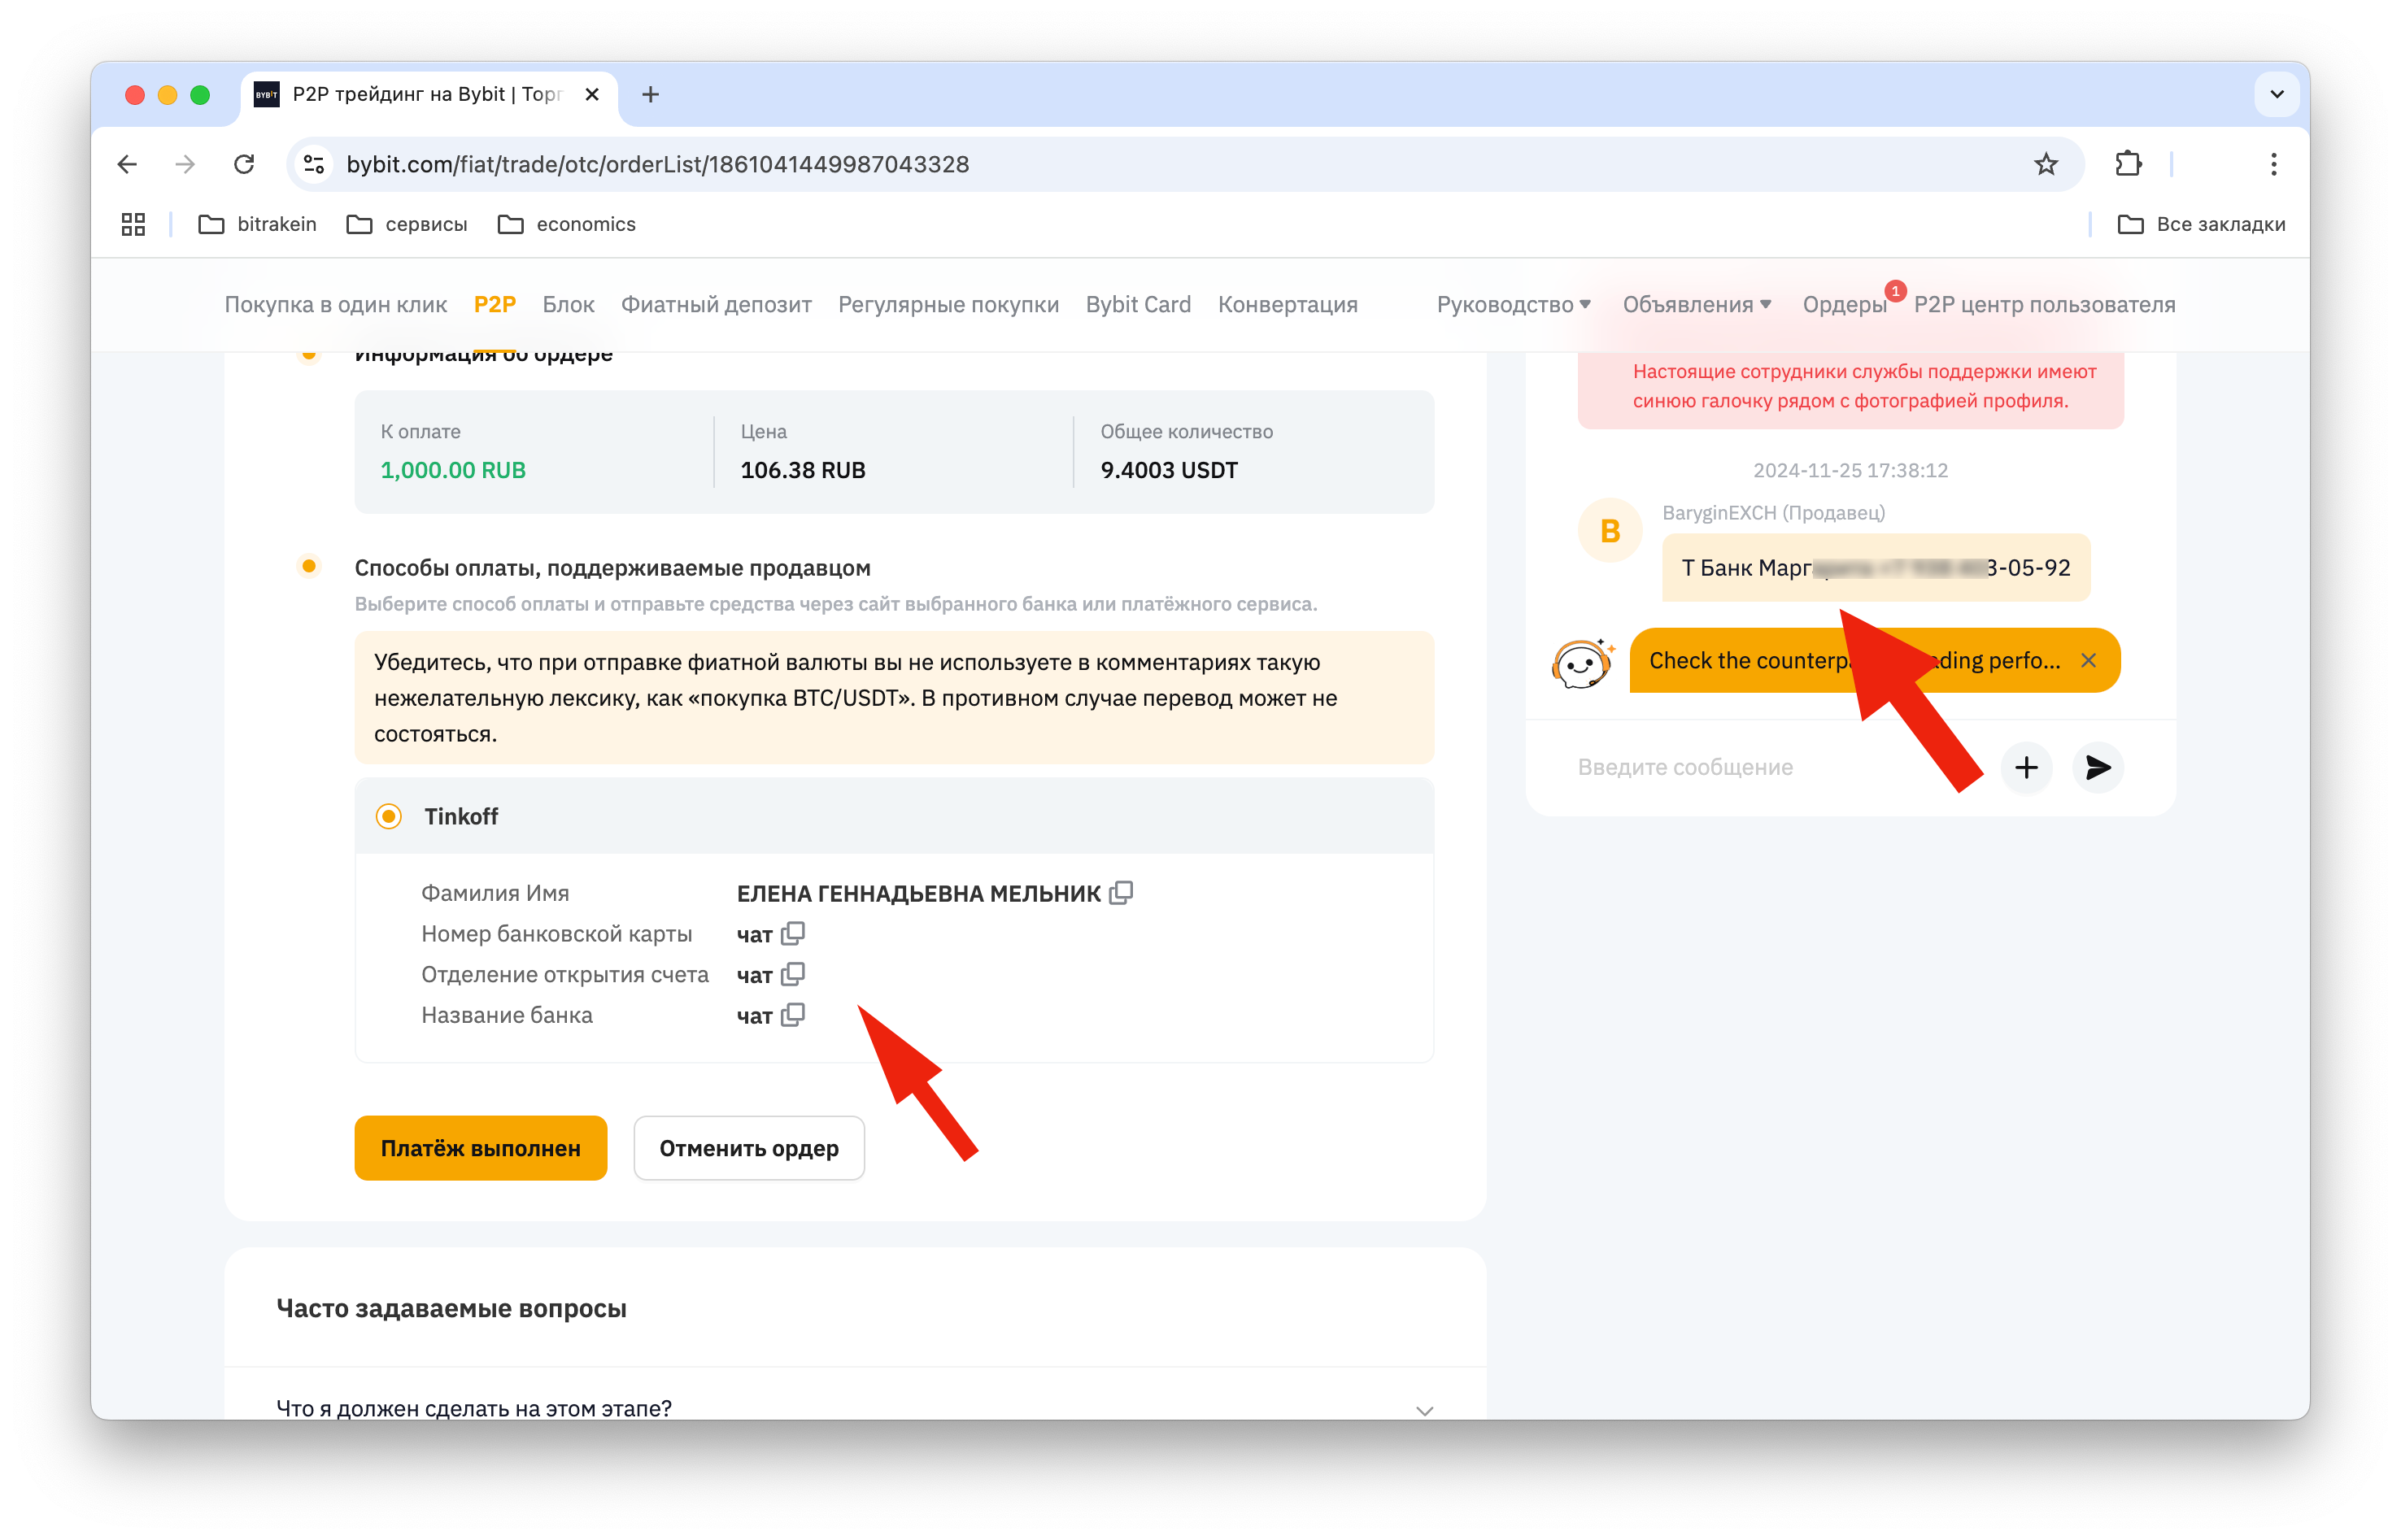 BYBIT P2P трейдинг на Bybit | Торг
bybit.com/fiat/trade/otc/orderList/1861041449987043328
bitrakein сервисы economics Все закладки
Покупка в один клик P2P Блок Фиатный депозит Регулярные покупки Bybit Card Конвертация Руководство Объявления Ордеры 1 P2P центр пользователя
Информация об ордере
К оплате Цена Общее количество
1,000.00 RUB 106.38 RUB 9.4003 USDT
Способы оплаты, поддерживаемые продавцом
Выберите способ оплаты и отправьте средства через сайт выбранного банка или платёжного сервиса.
Убедитесь, что при отправке фиатной валюты вы не используете в комментариях такую
нежелательную лексику, как «покупка BTC/USDT». В противном случае перевод может не
состояться.
Tinkoff
Фамилия Имя ЕЛЕНА ГЕННАДЬЕВНА МЕЛЬНИК
Номер банковской карты чат
Отделение открытия счета чат
Название банка чат
Платёж выполнен Отменить ордер
Часто задаваемые вопросы
Что я должен сделать на этом этапе?
Настоящие сотрудники службы поддержки имеют
синюю галочку рядом с фотографией профиля.
2024-11-25 17:38:12
B
BaryginEXCH (Продавец)
Т Банк Марг 3-05-92
Check the perfo...
Введите сообщение